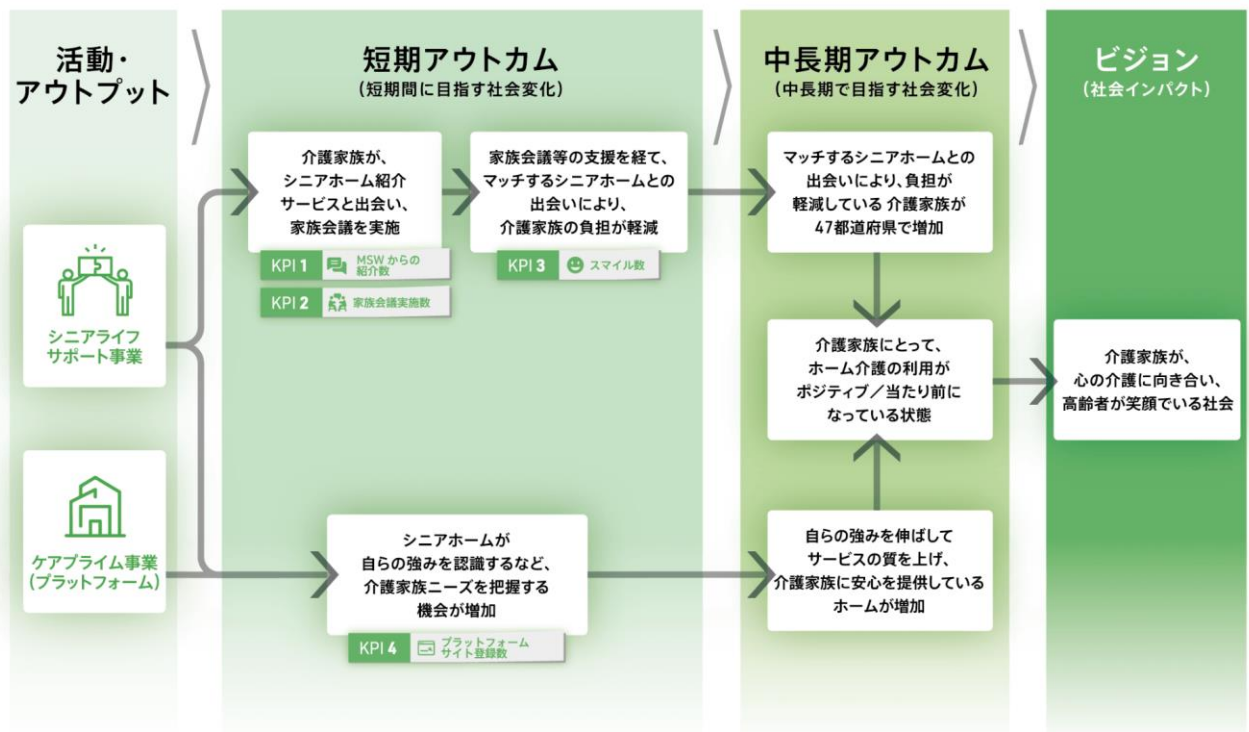 活動・
アウトプット
シニアライフ
サポート事業
ケアプライム事業
(プラットフォーム)
短期アウトカム
(短期間に目指す社会変化)
介護家族が、
シニアホーム紹介
サービスと出会い、
家族会議を実施
KPI 1 MSWからの
紹介数
KPI 2 家族会議実施数
家族会議等の支援を経て、
マッチするシニアホームとの
出会いにより、
介護家族の負担が軽減
KPI 3 スマイル数
シニアホームが
自らの強みを認識するなど、
介護家族ニーズを把握する
機会が増加
KPI 4 プラットフォーム
サイト登録数
中長期アウトカム
(中長期で目指す社会変化)
マッチするシニアホームとの
出会いにより、負担が
軽減している 介護家族が
47都道府県で増加
介護家族にとって、
ホーム介護の利用が
ポジティブ／当たり前に
なっている状態
自らの強みを伸ばして
サービスの質を上げ、
介護家族に安心を提供している
ホームが増加
ビジョン
(社会インパクト)
介護家族が、
心の介護に向き合い、
高齢者が笑顔でいる社会